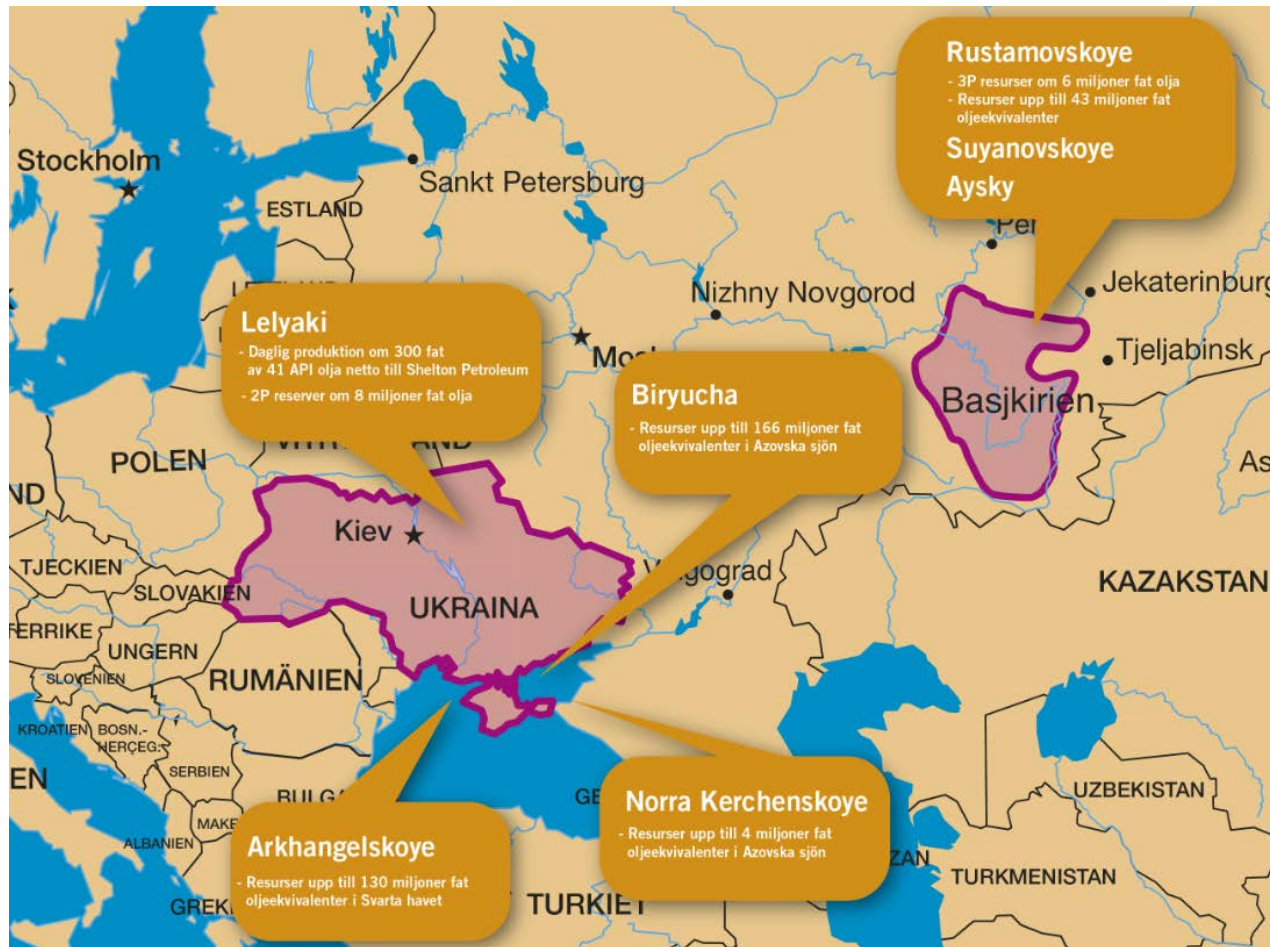 Rustamovskoye
- 3P resurser om 6 miljoner fat olja
- Resurser upp till 43 miljoner fat
oljeekvivalenter
Suyanovskoye
Aysky
Stockholm
Sankt Petersburg
ESTLAND
Jekaterinburg
Nizhny Novgorod
Tjeljabinsk
Lelyaki
- Daglig produktion om 300 fat
av 41 API olja netto till Shelton Petroleum
- 2P reserver om 8 miljoner fat olja
Biryucha
- Resurser upp till 166 miljoner fat
oljeekvivalenter i Azovska sjön
Basjkirien
POLEN
Kiev
TJECKIEN
SLOVAKIEN
UKRAINA
KAZAKSTAN
UNGERN
RUMÄNIEN
SLOVENIEN
KROATIEN
BOSN.-
HERÇEG.
SERBIEN
ALBANIEN
UZBEKISTAN
TURKMENISTAN
TURKIET
Arkhangelskoye
- Resurser upp till 130 miljoner fat
oljeekvivalenter i Svarta havet
Norra Kerchenskoye
- Resurser upp till 4 miljoner fat
oljeekvivalenter i Azovska sjön